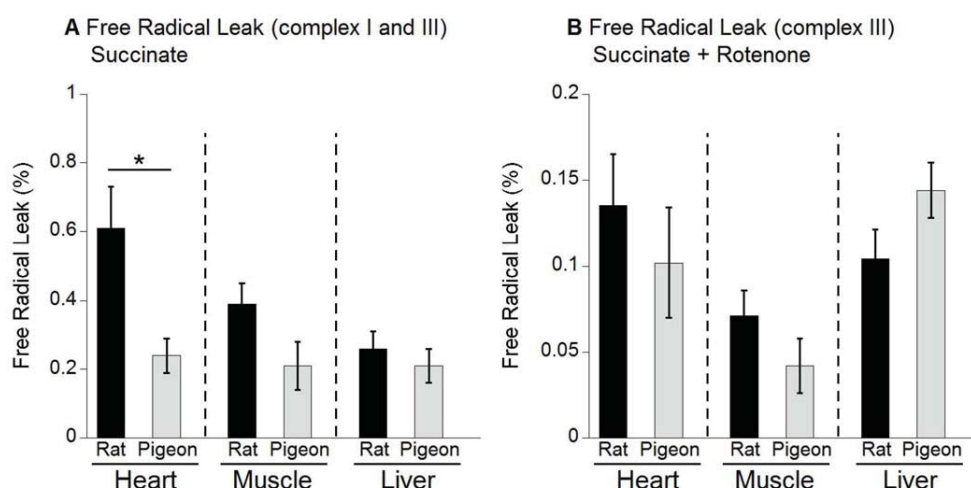 A Free Radical Leak (complex I and III)
Succinate
Free Radical Leak (%)
1
0.8
0.6
0.4
0.2
0
*
Rat Pigeon Rat Pigeon Rat Pigeon
Heart Muscle Liver
B Free Radical Leak (complex III)
Succinate + Rotenone
Free Radical Leak (%)
0.2
0.15
0.1
0.05
0
Rat Pigeon Rat Pigeon Rat Pigeon
Heart Muscle Liver